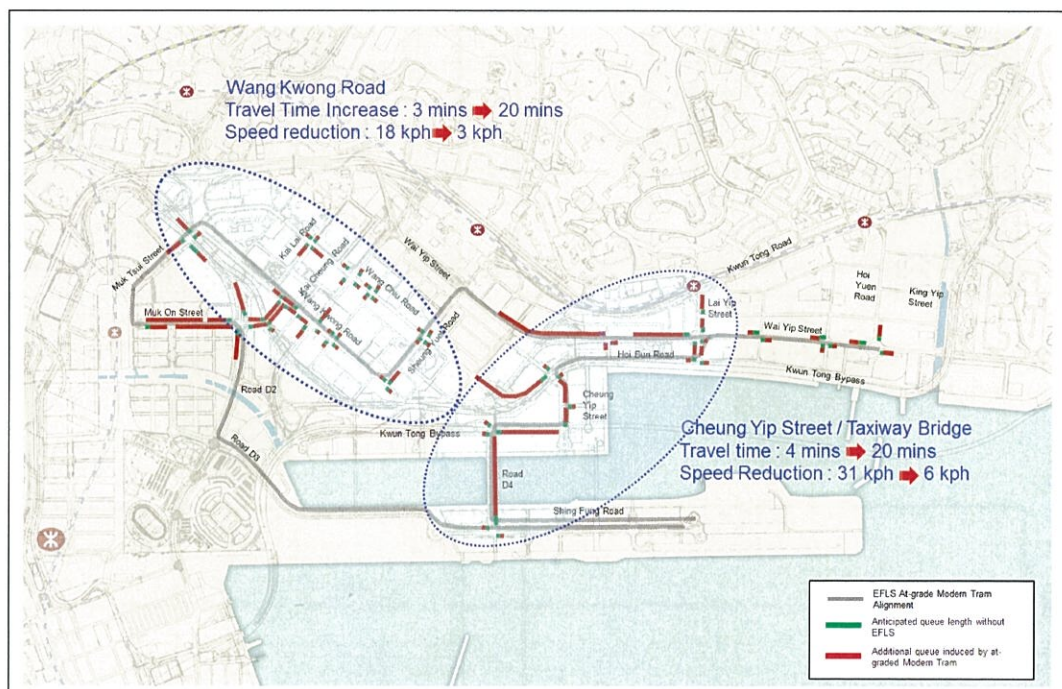 Wang Kwong Road
Travel Time Increase : 3 mins ➡ 20 mins
Speed reduction : 18 kph ➡ 3 kph
Muk Tsui Street
Kai Lai Road
Kai Cheung Road
Wang Chiu Road
Wang Kwong Road
Sheung Yuet Road
Wai Yip Street
Kwun Tong Road
Hoi
Yuen
Road
King Yip
Street
Lai Yip
Street
Wai Yip Street
Muk On Street
Hoi Bun Road
Kwun Tong Bypass
Road D2
Cheung
Yip
Street
Kwun Tong Bypass
Cheung Yip Street / Taxiway Bridge
Travel time : 4 mins ➡ 20 mins
Speed Reduction : 31 kph ➡ 6 kph
Road D3
Road
D4
Shing Fung Road
EFLS At-grade Modern Tram
Alignment
Anticipated queue length without
EFLS
Additional queue induced by at-
graded Modern Tram